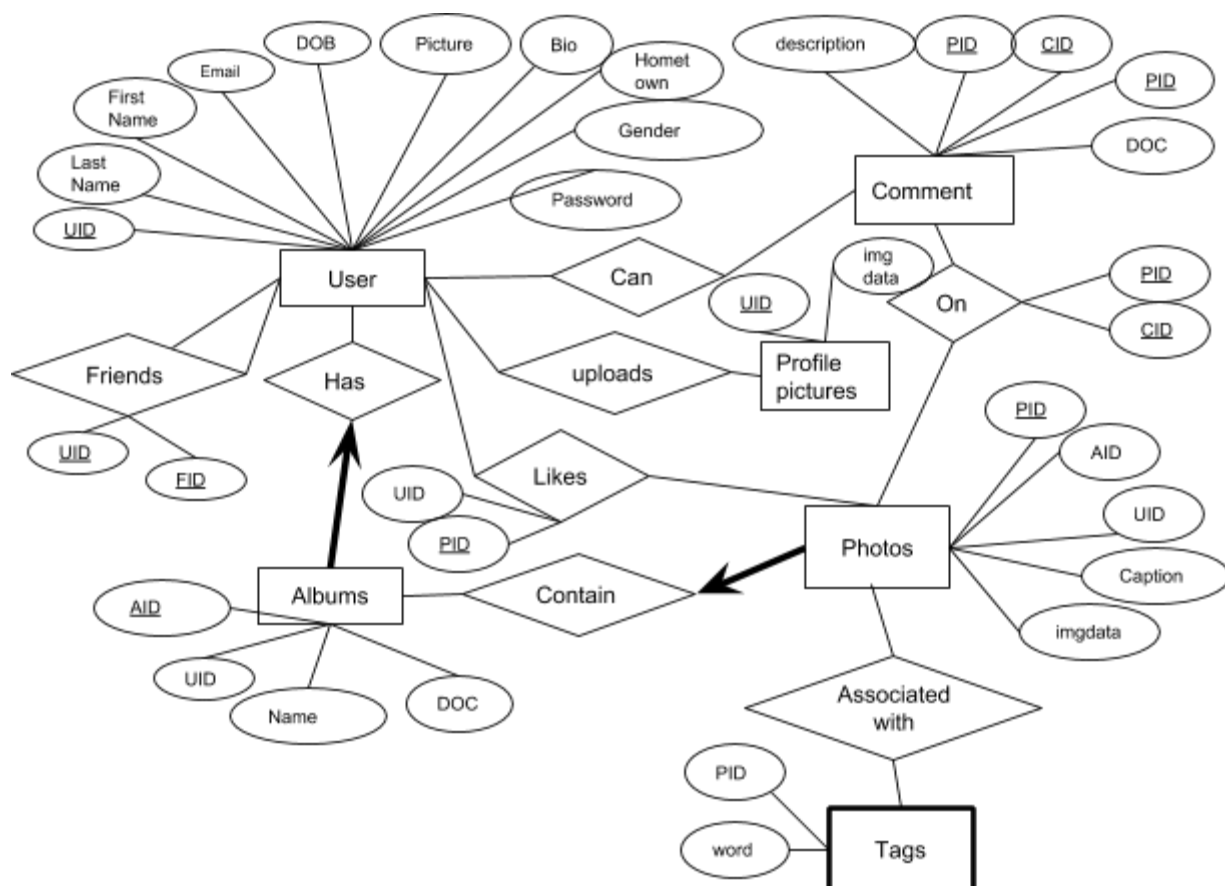 DOB
Picture
Bio
description
PID
CID
Email
Homet
own
PID
First
Name
Gender
DOC
Last
Name
Password
Comment
UID
User
Can
img
data
PID
UID
On
CID
Friends
Has
uploads
Profile
pictures
PID
UID
FID
Likes
AID
UID
PID
UID
Photos
Caption
Albums
Contain
AID
imgdata
UID
DOC
Name
Associated
with
PID
word
Tags